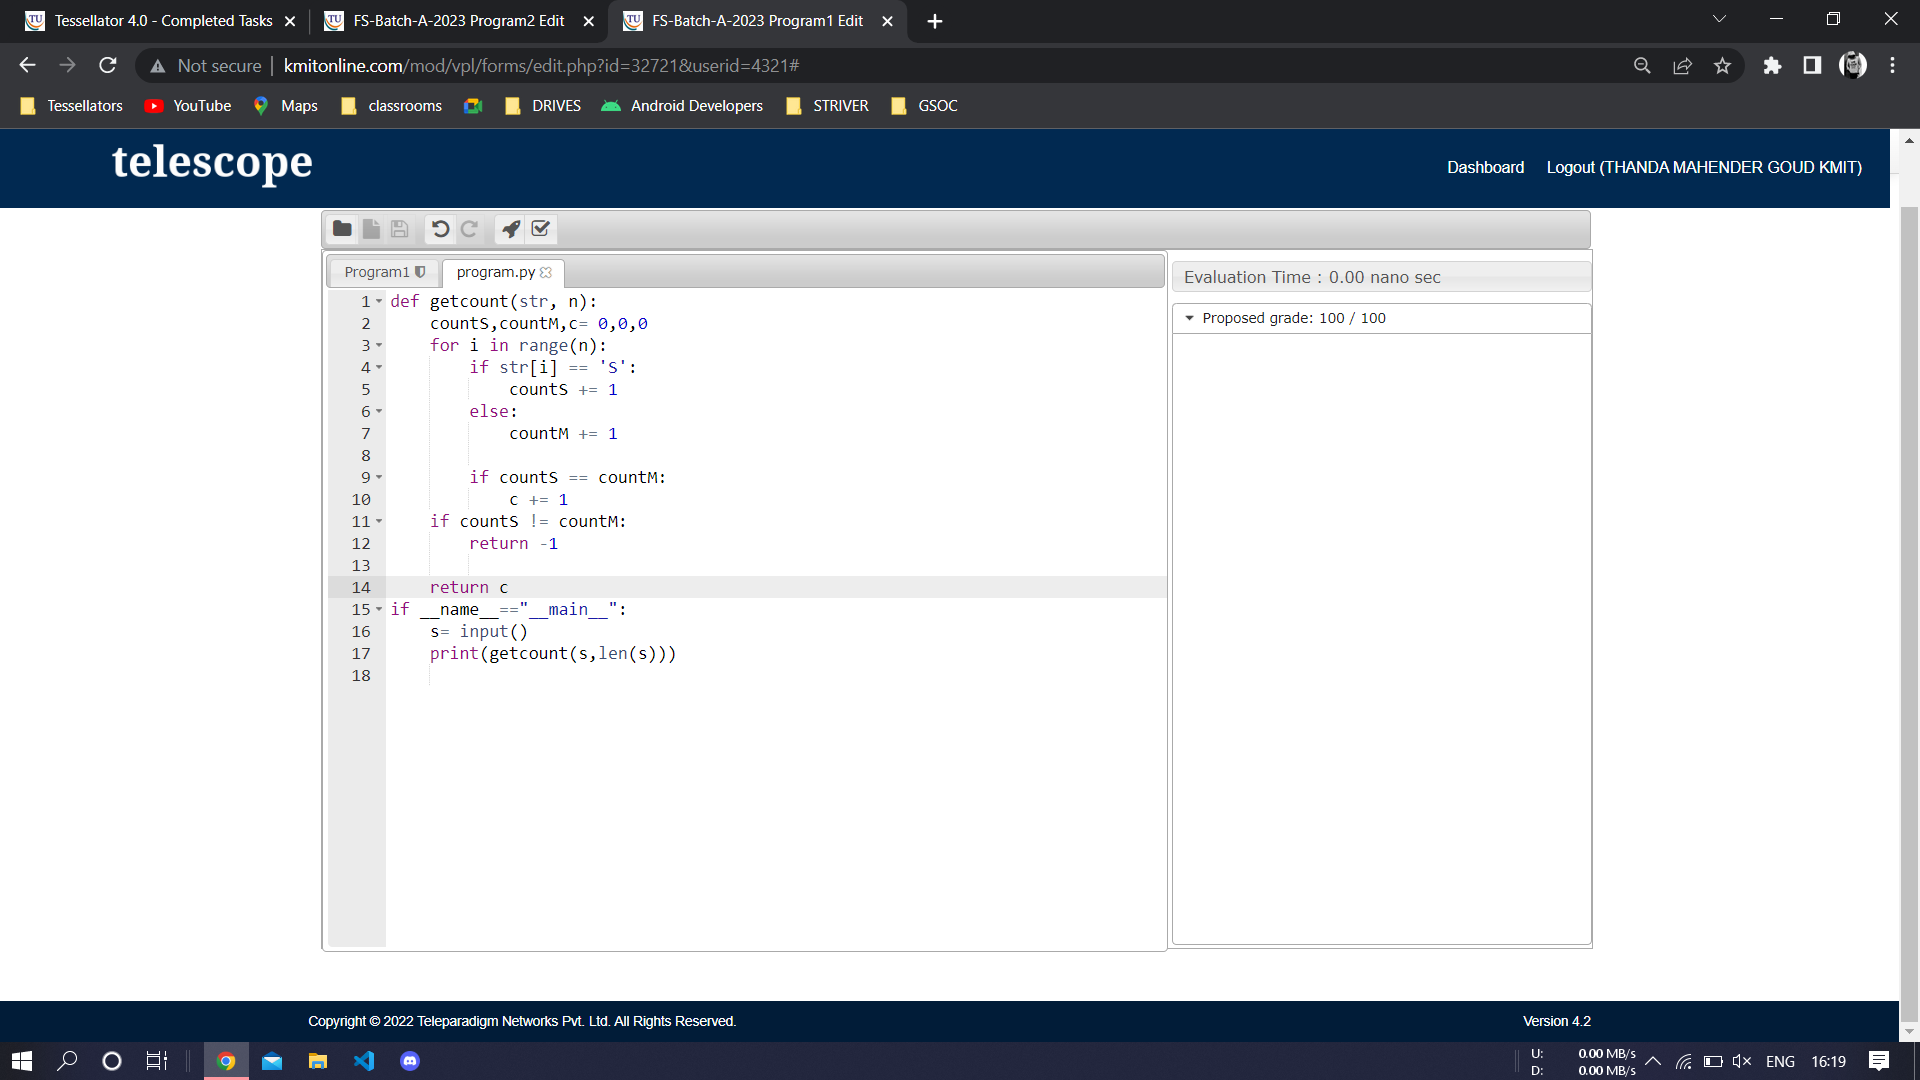 Tessellator 4.0 - Completed Tasks
FS-Batch-A-2023 Program2 Edit
FS-Batch-A-2023 Program1 Edit
Not secure
kmitonline.com/mod/vpl/forms/edit.php?id=32721&userid=4321#
Tessellators
YouTube
Maps
classrooms
DRIVES
Android Developers
STRIVER
GSOC
telescope
Dashboard
Logout (THANDA MAHENDER GOUD KMIT)
Program1
program.py
1 def getcount(str, n):
2     countS,countM,c= 0,0,0
3     for i in range(n):
4         if str[i] == 'S':
5             countS += 1
6         else:
7             countM += 1
8
9         if countS == countM:
10             c += 1
11     if countS != countM:
12         return -1
13
14     return c
15 if __name__=="__main__":
16     s= input()
17     print(getcount(s,len(s)))
18
Evaluation Time : 0.00 nano sec
Proposed grade: 100 / 100
Copyright © 2022 Teleparadigm Networks Pvt. Ltd. All Rights Reserved.
Version 4.2
U: 0.00 MB/s
D: 0.00 MB/s
ENG
16:19